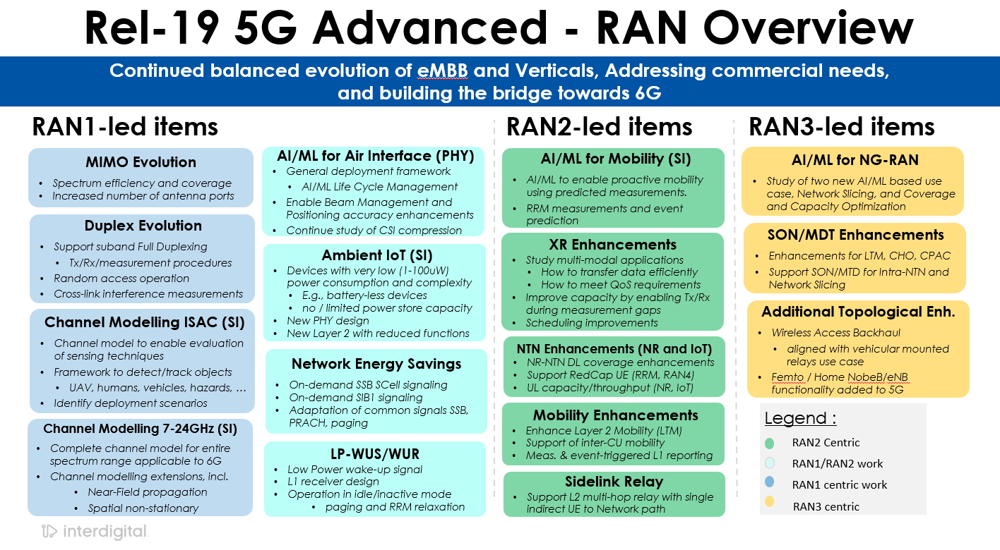 Rel-19 5G Advanced - RAN Overview
Continued balanced evolution of eMBB and Verticals, Addressing commercial needs,
and building the bridge towards 6G
RAN1-led items
MIMO Evolution
• Spectrum efficiency and coverage
• Increased number of antenna ports
Duplex Evolution
• Support suband Full Duplexing
• Tx/Rx/measurement procedures
• Random access operation
• Cross-link interference measurements
Channel Modelling ISAC (SI)
• Channel model to enable evaluation
of sensing techniques
• Framework to detect/track objects
• UAV, humans, vehicles, hazards, …
• Identify deployment scenarios
Channel Modelling 7-24GHz (SI)
• Complete channel model for entire
spectrum range applicable to 6G
• Channel modelling extensions, incl.
• Near-Field propagation
• Spatial non-stationary
AI/ML for Air Interface (PHY)
• General deployment framework
• AI/ML Life Cycle Management
• Enable Beam Management and
Positioning accuracy enhancements
• Continue study of CSI compression
Ambient IoT (SI)
• Devices with very low (1-100uW)
power consumption and complexity
• E.g., battery-less devices
• no / limited power store capacity
• New PHY design
• New Layer 2 with reduced functions
Network Energy Savings
• On-demand SSB SCell signaling
• On-demand SIB1 signaling
• Adaptation of common signals SSB,
PRACH, paging
LP-WUS/WUR
• Low Power wake-up signal
• L1 receiver design
• Operation in idle/inactive mode
• paging and RRM relaxation
RAN2-led items
AI/ML for Mobility (SI)
• AI/ML to enable proactive mobility
using predicted measurements.
• RRM measurements and event
prediction
XR Enhancements
• Study multi-modal applications
• How to transfer data efficiently
• How to meet QoS requirements
• Improve capacity by enabling Tx/Rx
during measurement gaps
• Scheduling improvements
NTN Enhancements (NR and IoT)
• NR-NTN DL coverage enhancements
• Support RedCap UE (RRM, RAN4)
• UL capacity/throughput (NR, IoT)
Mobility Enhancements
• Enhance Layer 2 Mobility (LTM)
• Support of inter-CU mobility
• Meas. & event-triggered L1 reporting
Sidelink Relay
• Support L2 multi-hop relay with single
indirect UE to Network path
RAN3-led items
AI/ML for NG-RAN
• Study of two new AI/ML based use
case, Network Slicing, and Coverage
and Capacity Optimization
SON/MDT Enhancements
• Enhancements for LTM, CHO, CPAC
• Support SON/MTD for Intra-NTN and
Network Slicing
Additional Topological Enh.
• Wireless Access Backhaul
• aligned with vehicular mounted
relays use case
• Femto / Home NobeB/eNB
functionality added to 5G
Legend :
RAN2 Centric
RAN1/RAN2 work
RAN1 centric work
RAN3 centric
interdigital